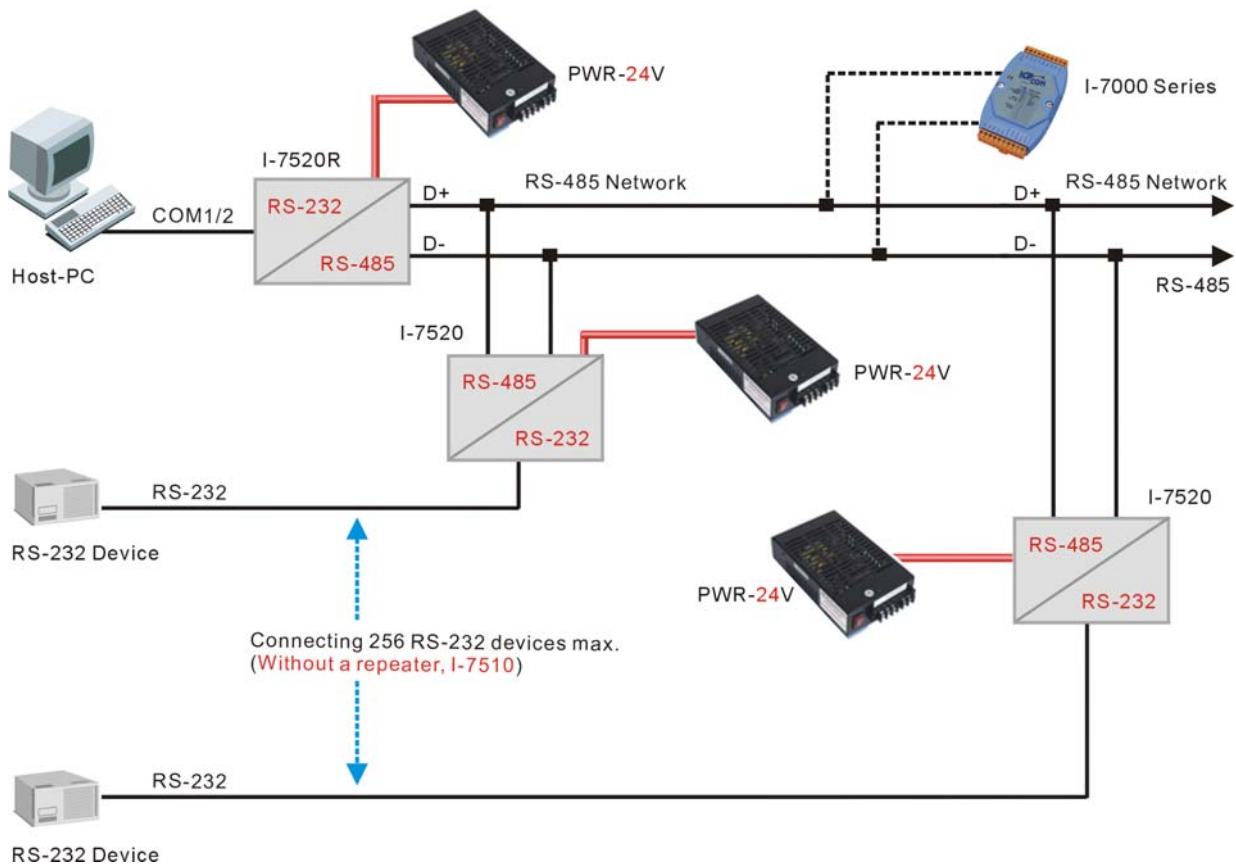 PWR-24V
I-7000 Series
I-7520R
D+
RS-485 Network
D+
RS-485 Network
COM1/2
RS-232
RS-485
D-
D-
RS-485
Host-PC
I-7520
RS-485
RS-232
PWR-24V
RS-232
RS-232 Device
I-7520
RS-485
RS-232
PWR-24V
Connecting 256 RS-232 devices max.
(Without a repeater, I-7510)
RS-232
RS-232 Device